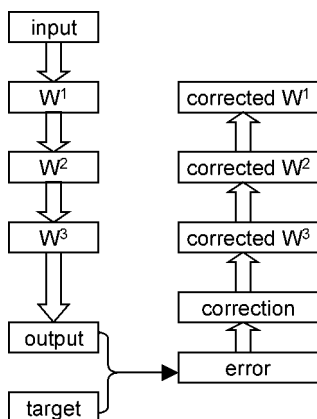 input
W¹
W²
W³
output
target
corrected W¹
corrected W²
corrected W³
correction
error